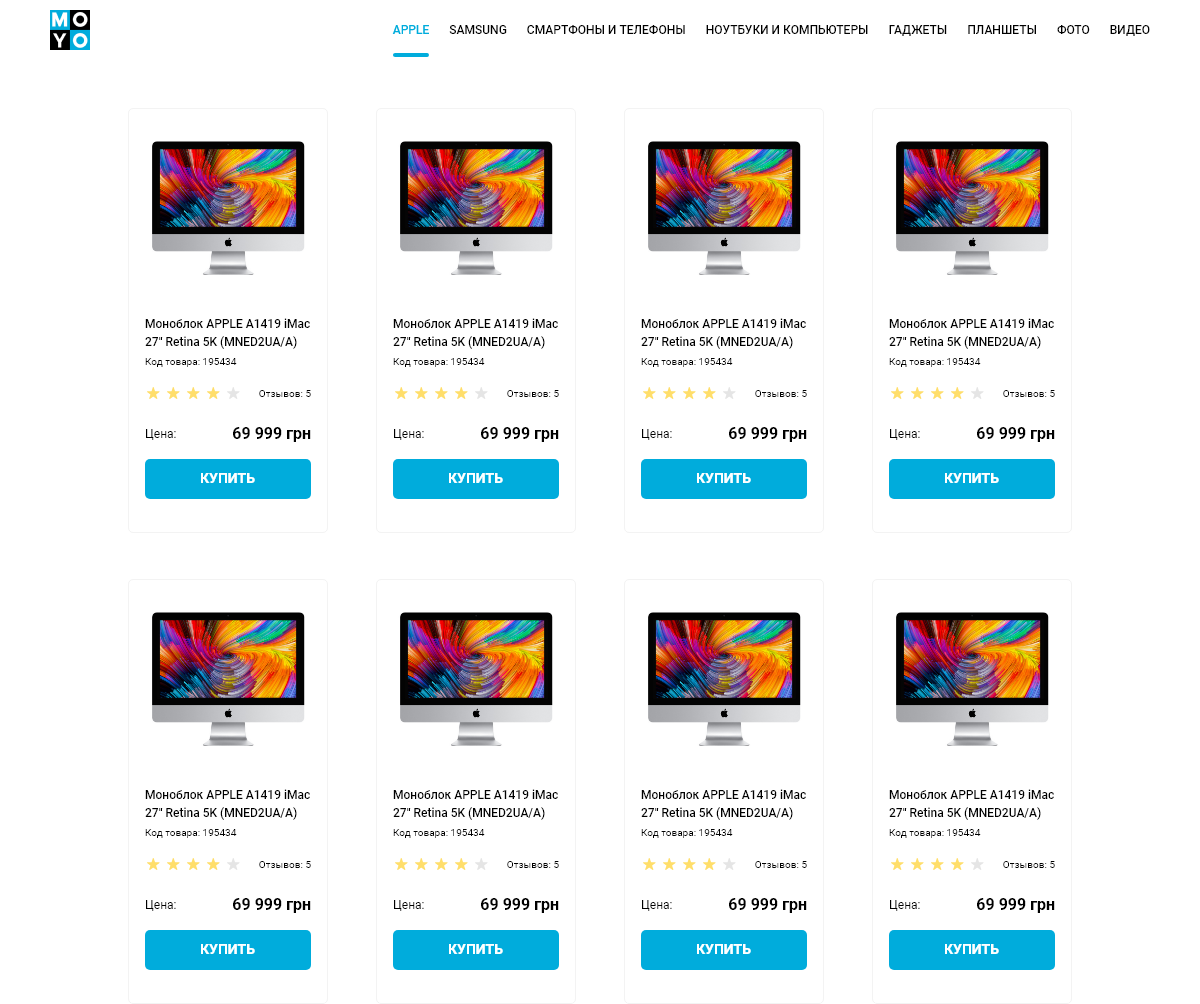 MO
YO
APPLE SAMSUNG СМАРТФОНЫ И ТЕЛЕФОНЫ НОУТБУКИ И КОМПЬЮТЕРЫ ГАДЖЕТЫ ПЛАНШЕТЫ ФОТО ВИДЕО
Моноблок APPLE A1419 iMac 27" Retina 5K (MNED2UA/A)
Код товара: 195434
Отзывов: 5
Цена: 69 999 грн
КУПИТЬ
Моноблок APPLE A1419 iMac 27" Retina 5K (MNED2UA/A)
Код товара: 195434
Отзывов: 5
Цена: 69 999 грн
КУПИТЬ
Моноблок APPLE A1419 iMac 27" Retina 5K (MNED2UA/A)
Код товара: 195434
Отзывов: 5
Цена: 69 999 грн
КУПИТЬ
Моноблок APPLE A1419 iMac 27" Retina 5K (MNED2UA/A)
Код товара: 195434
Отзывов: 5
Цена: 69 999 грн
КУПИТЬ
Моноблок APPLE A1419 iMac 27" Retina 5K (MNED2UA/A)
Код товара: 195434
Отзывов: 5
Цена: 69 999 грн
КУПИТЬ
Моноблок APPLE A1419 iMac 27" Retina 5K (MNED2UA/A)
Код товара: 195434
Отзывов: 5
Цена: 69 999 грн
КУПИТЬ
Моноблок APPLE A1419 iMac 27" Retina 5K (MNED2UA/A)
Код товара: 195434
Отзывов: 5
Цена: 69 999 грн
КУПИТЬ
Моноблок APPLE A1419 iMac 27" Retina 5K (MNED2UA/A)
Код товара: 195434
Отзывов: 5
Цена: 69 999 грн
КУПИТЬ